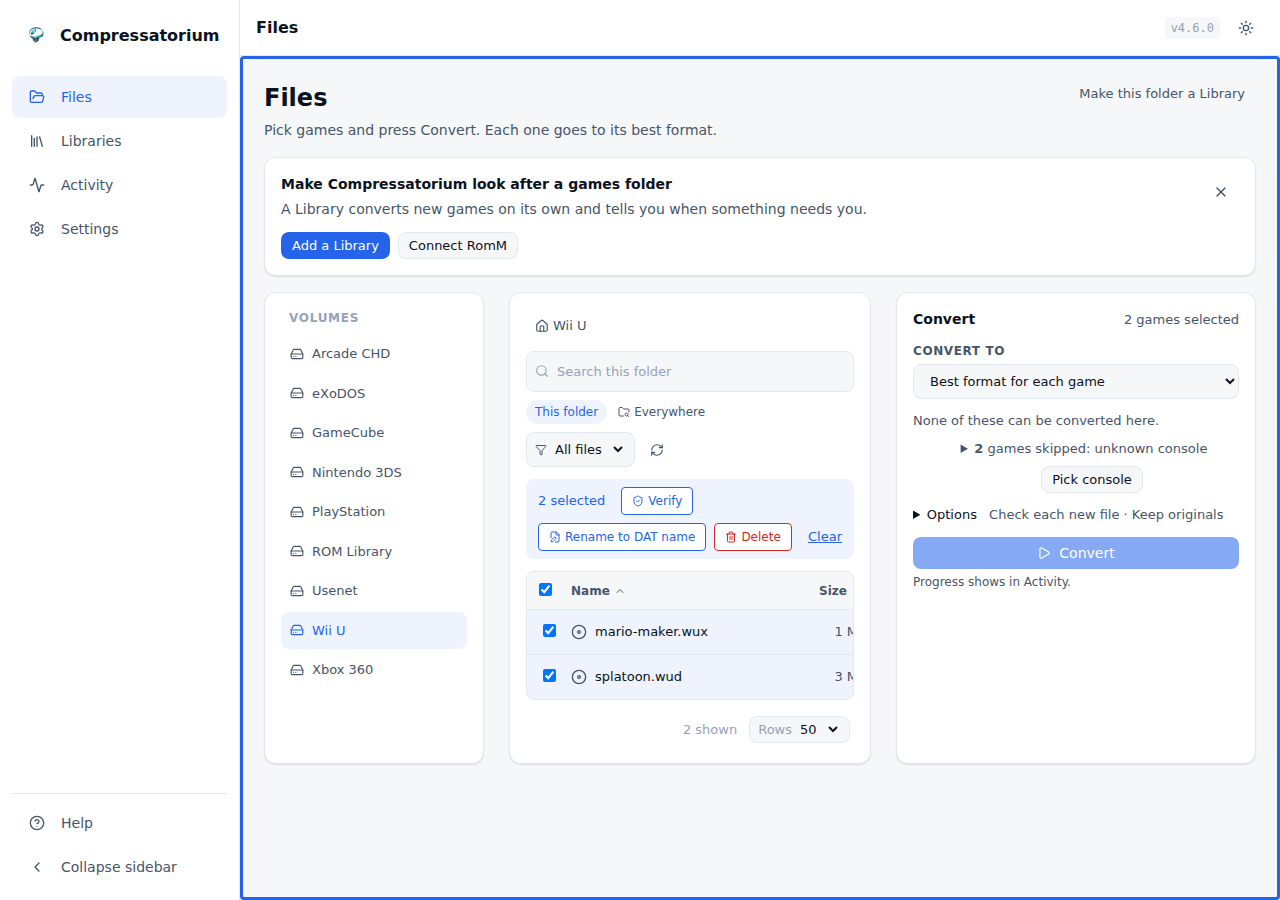 Compressatorium
Files
Libraries
Activity
Settings
Help
Collapse sidebar
Files
v4.6.0
Files
Make this folder a Library
Pick games and press Convert. Each one goes to its best format.
Make Compressatorium look after a games folder
A Library converts new games on its own and tells you when something needs you.
Add a Library
Connect RomM
VOLUMES
Arcade CHD
eXoDOS
GameCube
Nintendo 3DS
PlayStation
ROM Library
Usenet
Wii U
Xbox 360
Wii U
Search this folder
This folder
Everywhere
All files
2 selected
Verify
Rename to DAT name
Delete
Clear
Name
Size
mario-maker.wux
1 M
splatoon.wud
3 M
2 shown
Rows 50
Convert
2 games selected
CONVERT TO
Best format for each game
None of these can be converted here.
2 games skipped: unknown console
Pick console
Options
Check each new file · Keep originals
Convert
Progress shows in Activity.